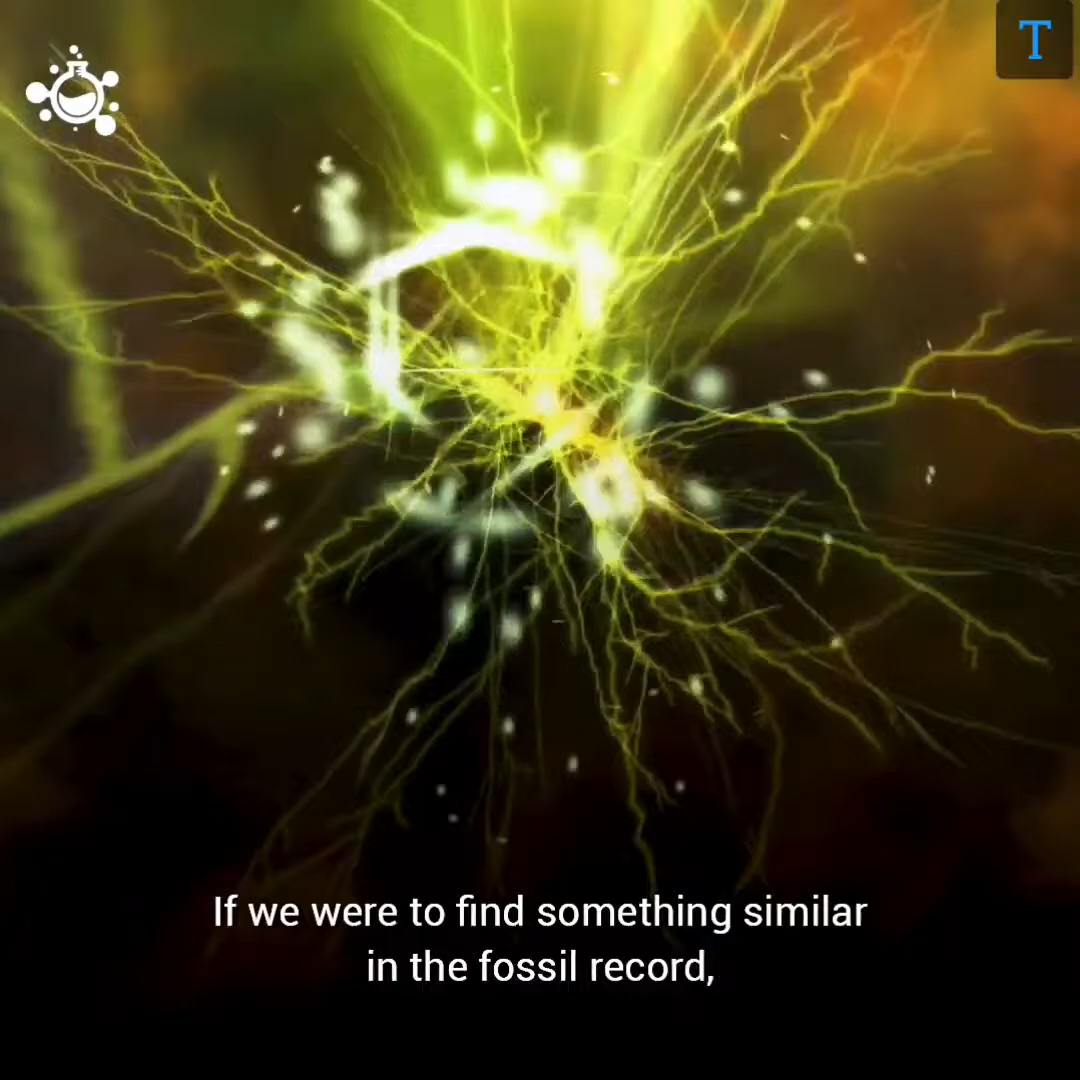 T
If we were to find something similar
in the fossil record,